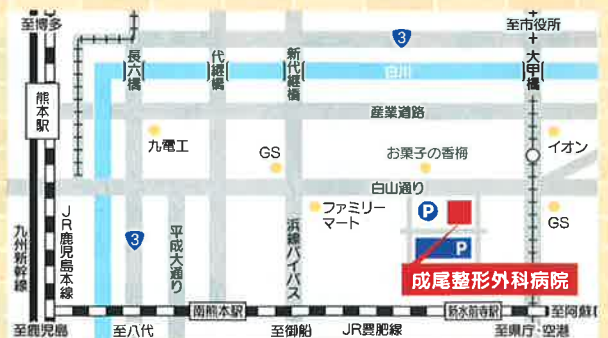 至博多
至市役所
3
長六橋
代継橋
新代継橋
大甲橋
白川
熊本駅
産業道路
九電工
GS
お菓子の香梅
イオン
白山通り
ファミリー
マート
P
GS
九州新幹線
JR鹿児島本線
3
平成大通り
浜線バイパス
P
成尾整形外科病院
南熊本駅
新水前寺駅
至阿蘇
至鹿児島
至八代
至御船
JR豊肥線
至県庁・空港